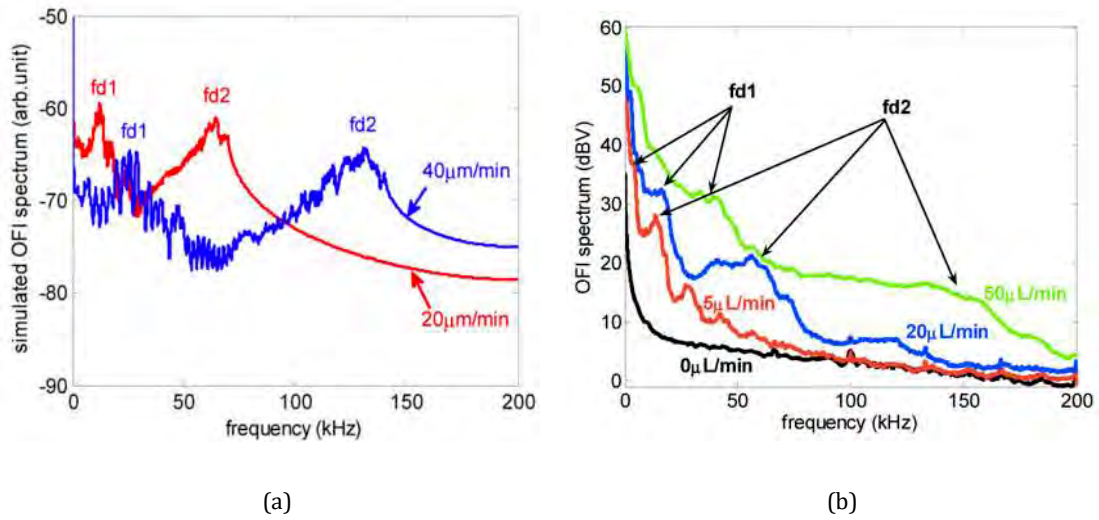 -50
-60
-70
-80
-90
simulated OFI spectrum (arb.unit)
fd1
fd2
fd1
fd2
40μm/min
20μm/min
0
50
100
150
200
frequency (kHz)
(a)
60
50
40
30
20
10
0
OFI spectrum (dBV)
fd1
fd2
50μL/min
5μL/min
20μL/min
0μL/min
0
50
100
150
200
frequency (kHz)
(b)